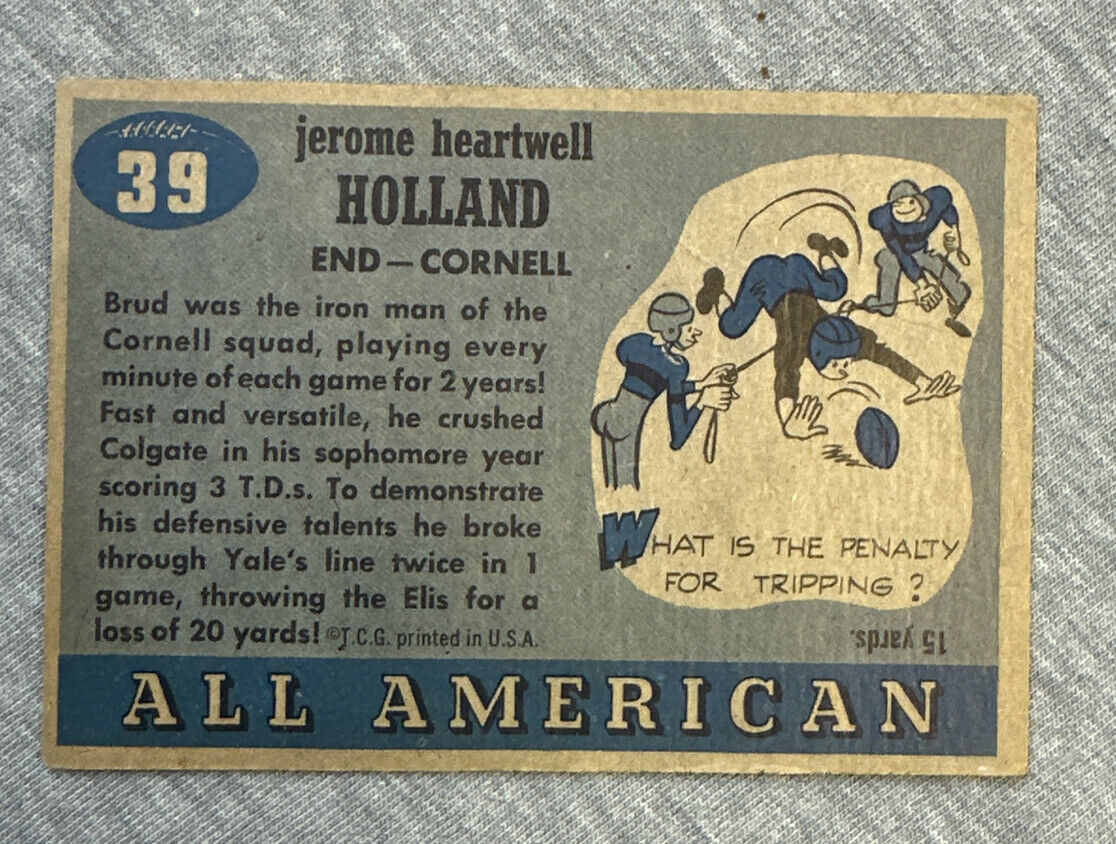 39
jerome heartwell
HOLLAND
END — CORNELL
Brud was the iron man of the
Cornell squad, playing every
minute of each game for 2 years!
Fast and versatile, he crushed
Colgate in his sophomore year
scoring 3 T.D.s. To demonstrate
his defensive talents he broke
through Yale's line twice in 1
game, throwing the Elis for a
loss of 20 yards! ©T.C.G. printed in U.S.A.
WHAT IS THE PENALTY
FOR TRIPPING?
15 yards.
ALL AMERICAN